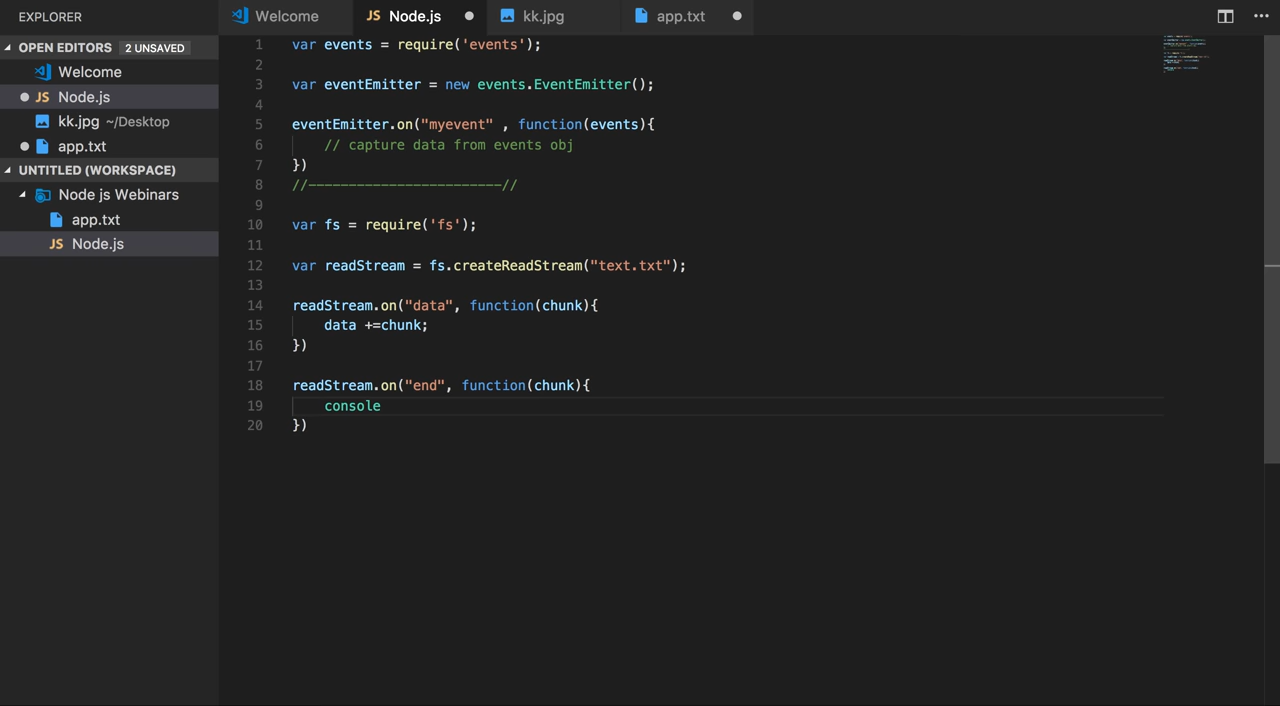 EXPLORER
Welcome
JS Node.js
kk.jpg
app.txt
OPEN EDITORS 2 UNSAVED
Welcome
JS Node.js
kk.jpg ~/Desktop
app.txt
UNTITLED (WORKSPACE)
Node js Webinars
app.txt
JS Node.js
1 var events = require('events');
2
3 var eventEmitter = new events.EventEmitter();
4
5 eventEmitter.on("myevent" , function(events){
6 // capture data from events obj
7 })
8 //------------------------//
9
10 var fs = require('fs');
11
12 var readStream = fs.createReadStream("text.txt");
13
14 readStream.on("data", function(chunk){
15 data +=chunk;
16 })
17
18 readStream.on("end", function(chunk){
19 console
20 })